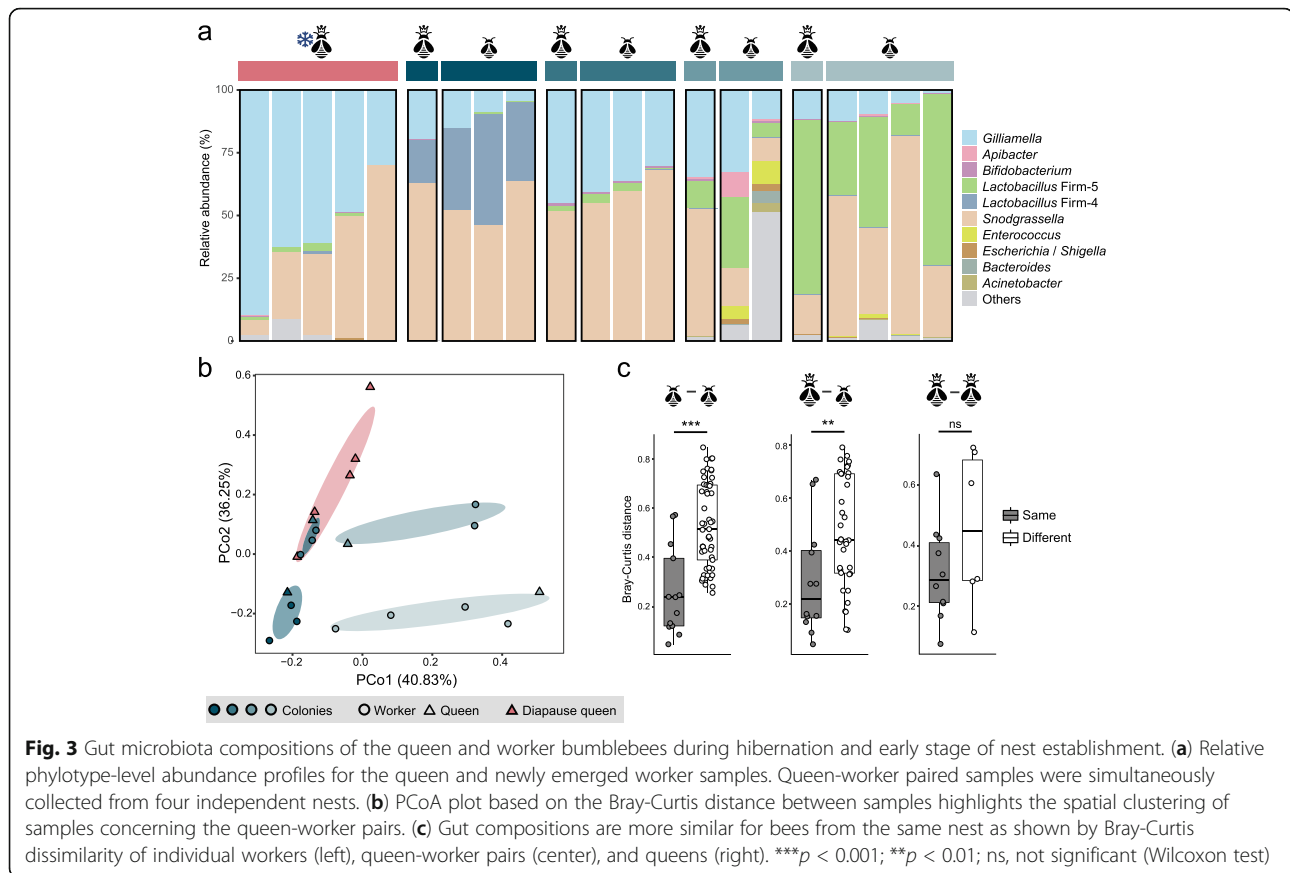 a
100
75
50
25
0
Relative abundance (%)
Gilliamella
Apibacter
Bifidobacterium
Lactobacillus Firm-5
Lactobacillus Firm-4
Snodgrassella
Enterococcus
Escherichia / Shigella
Bacteroides
Acinetobacter
Others
b
0.6
0.4
0.2
0.0
−0.2
PCo2 (36.25%)
−0.2 0.0 0.2 0.4
PCo1 (40.83%)
Colonies Worker Queen Diapause queen
c
*** ** ns
Bray-Curtis distance
0.8
0.6
0.4
0.2
0.8
0.6
0.4
0.2
0.8
0.6
0.4
0.2
Same
Different
Fig. 3 Gut microbiota compositions of the queen and worker bumblebees during hibernation and early stage of nest establishment. (a) Relative
phylotype-level abundance profiles for the queen and newly emerged worker samples. Queen-worker paired samples were simultaneously
collected from four independent nests. (b) PCoA plot based on the Bray-Curtis distance between samples highlights the spatial clustering of
samples concerning the queen-worker pairs. (c) Gut compositions are more similar for bees from the same nest as shown by Bray-Curtis
dissimilarity of individual workers (left), queen-worker pairs (center), and queens (right). ***p < 0.001; **p < 0.01; ns, not significant (Wilcoxon test)